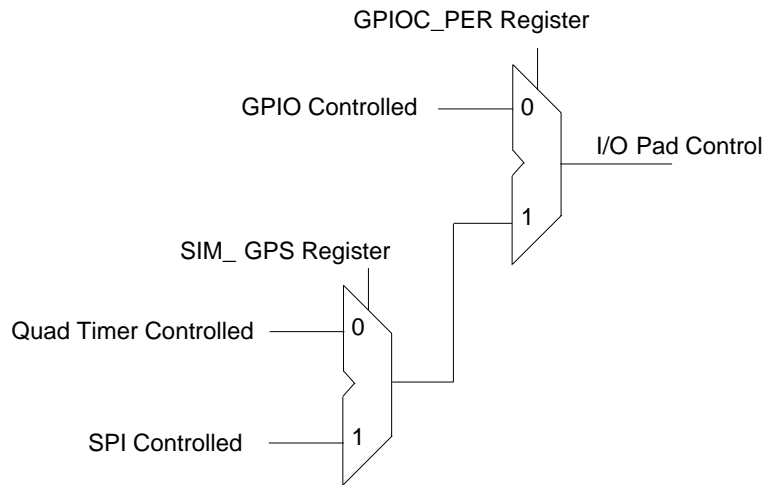 GPIOC_PER Register
GPIO Controlled
0
I/O Pad Control
1
SIM_ GPS Register
Quad Timer Controlled
0
SPI Controlled
1